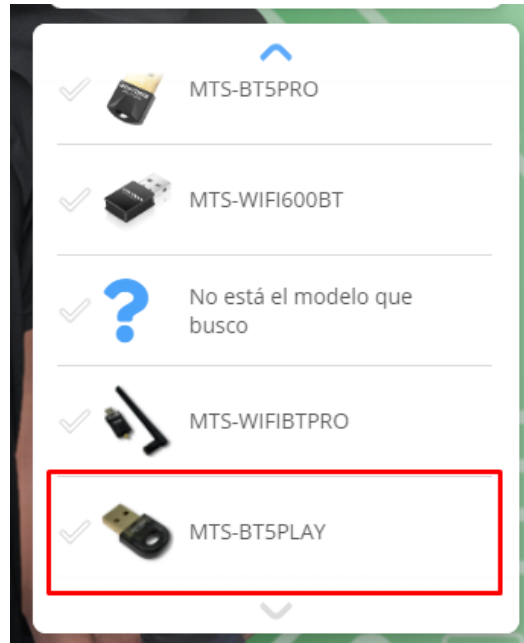 MTS-BT5PRO
MTS-WIFI600BT
No está el modelo que
busco
MTS-WIFIBTPRO
MTS-BT5PLAY